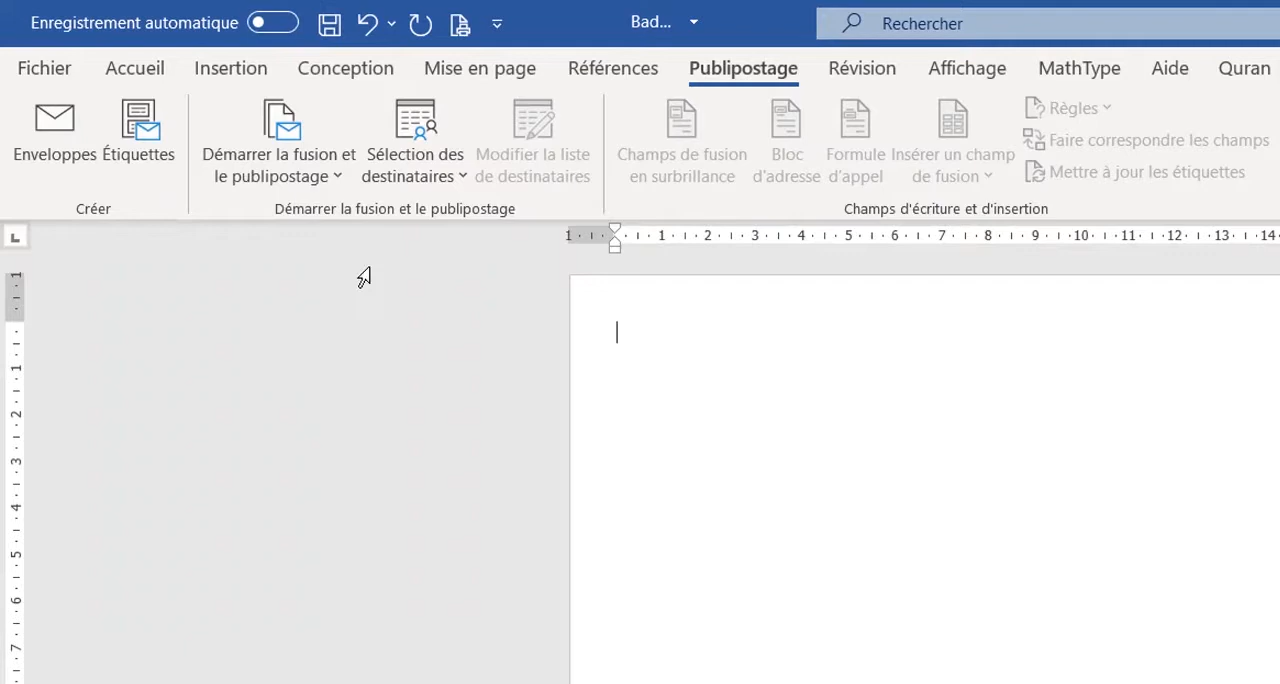 Enregistrement automatique
Bad...
Rechercher
Fichier Accueil Insertion Conception Mise en page Références Publipostage Révision Affichage MathType Aide Quran
Enveloppes Étiquettes
Démarrer la fusion et
le publipostage
Sélection des
destinataires
Modifier la liste
de destinataires
Champs de fusion
en surbrillance
Bloc
d'adresse
Formule
d'appel
Insérer un champ
de fusion
Règles
Faire correspondre les champs
Mettre à jour les étiquettes
Créer
Démarrer la fusion et le publipostage
Champs d'écriture et d'insertion
L
1 1 2 3 4 5 6 7 8 9 10 11 12 13 14
1
1
2
3
4
5
6
7